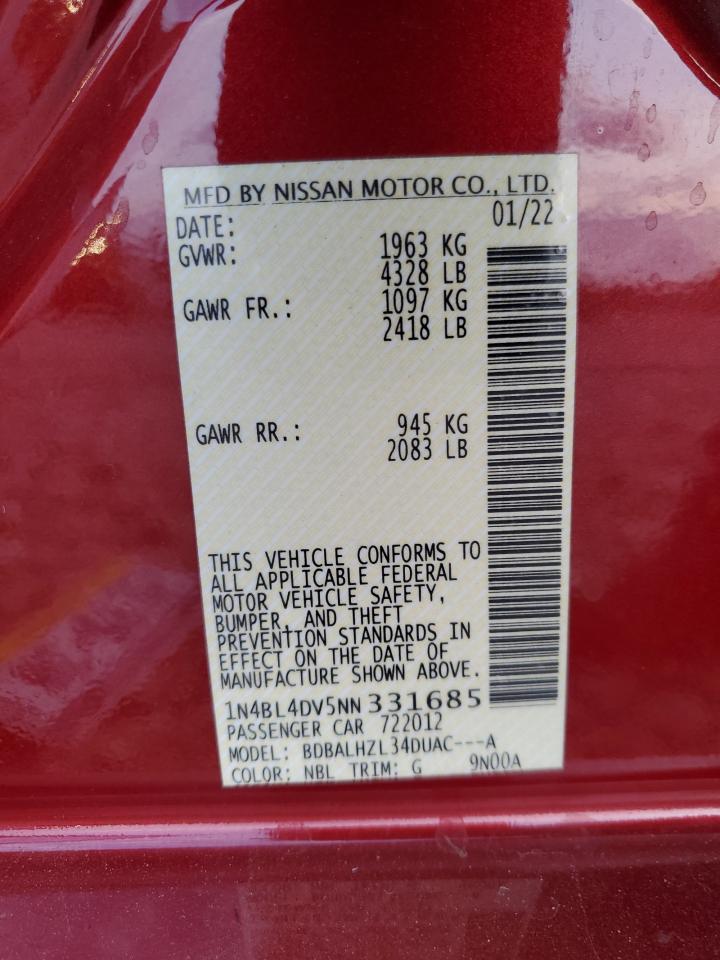 MFD BY NISSAN MOTOR CO., LTD.
DATE: 01/22
GVWR: 1963 KG
4328 LB
GAWR FR.: 1097 KG
2418 LB
GAWR RR.: 945 KG
2083 LB
THIS VEHICLE CONFORMS TO
ALL APPLICABLE FEDERAL
MOTOR VEHICLE SAFETY,
BUMPER, AND THEFT
PREVENTION STANDARDS IN
EFFECT ON THE DATE OF
MANUFACTURE SHOWN ABOVE.
1N4BL4DV5NN331685
PASSENGER CAR 722012
MODEL: BDBALHZL34DUAC---A
COLOR: NBL TRIM: G 9N00A